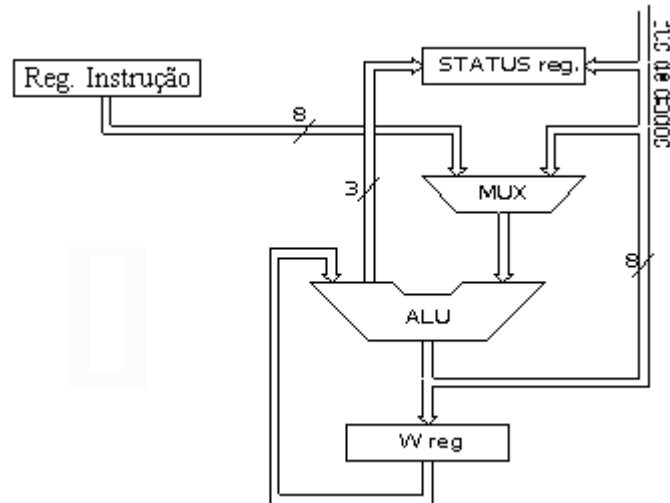 STATUS reg.
Reg. Instrução
8
MUX
3
8
ALU
W reg